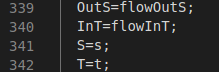 339 OutS=flowOutS;
340 InT=flowInT;
341 S=s;
342 T=t;